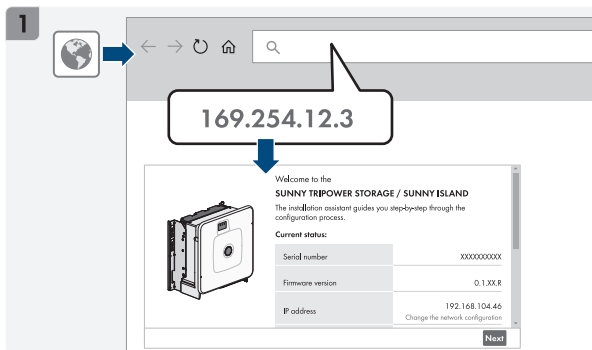 1
169.254.12.3
Welcome to the
SUNNY TRIPOWER STORAGE / SUNNY ISLAND
The installation assistant guides you step-by-step through the
configuration process.
Current status:
Serial number XXXXXXXXXX
Firmware version 0.1.XX.R
IP address 192.168.104.46
Change the network configuration
Next